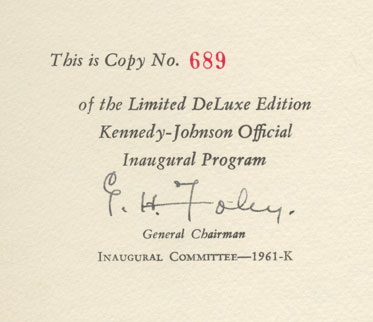 This is Copy No. 689
of the Limited DeLuxe Edition
Kennedy-Johnson Official
Inaugural Program
E. H. Foley.
General Chairman
INAUGURAL COMMITTEE—1961-K